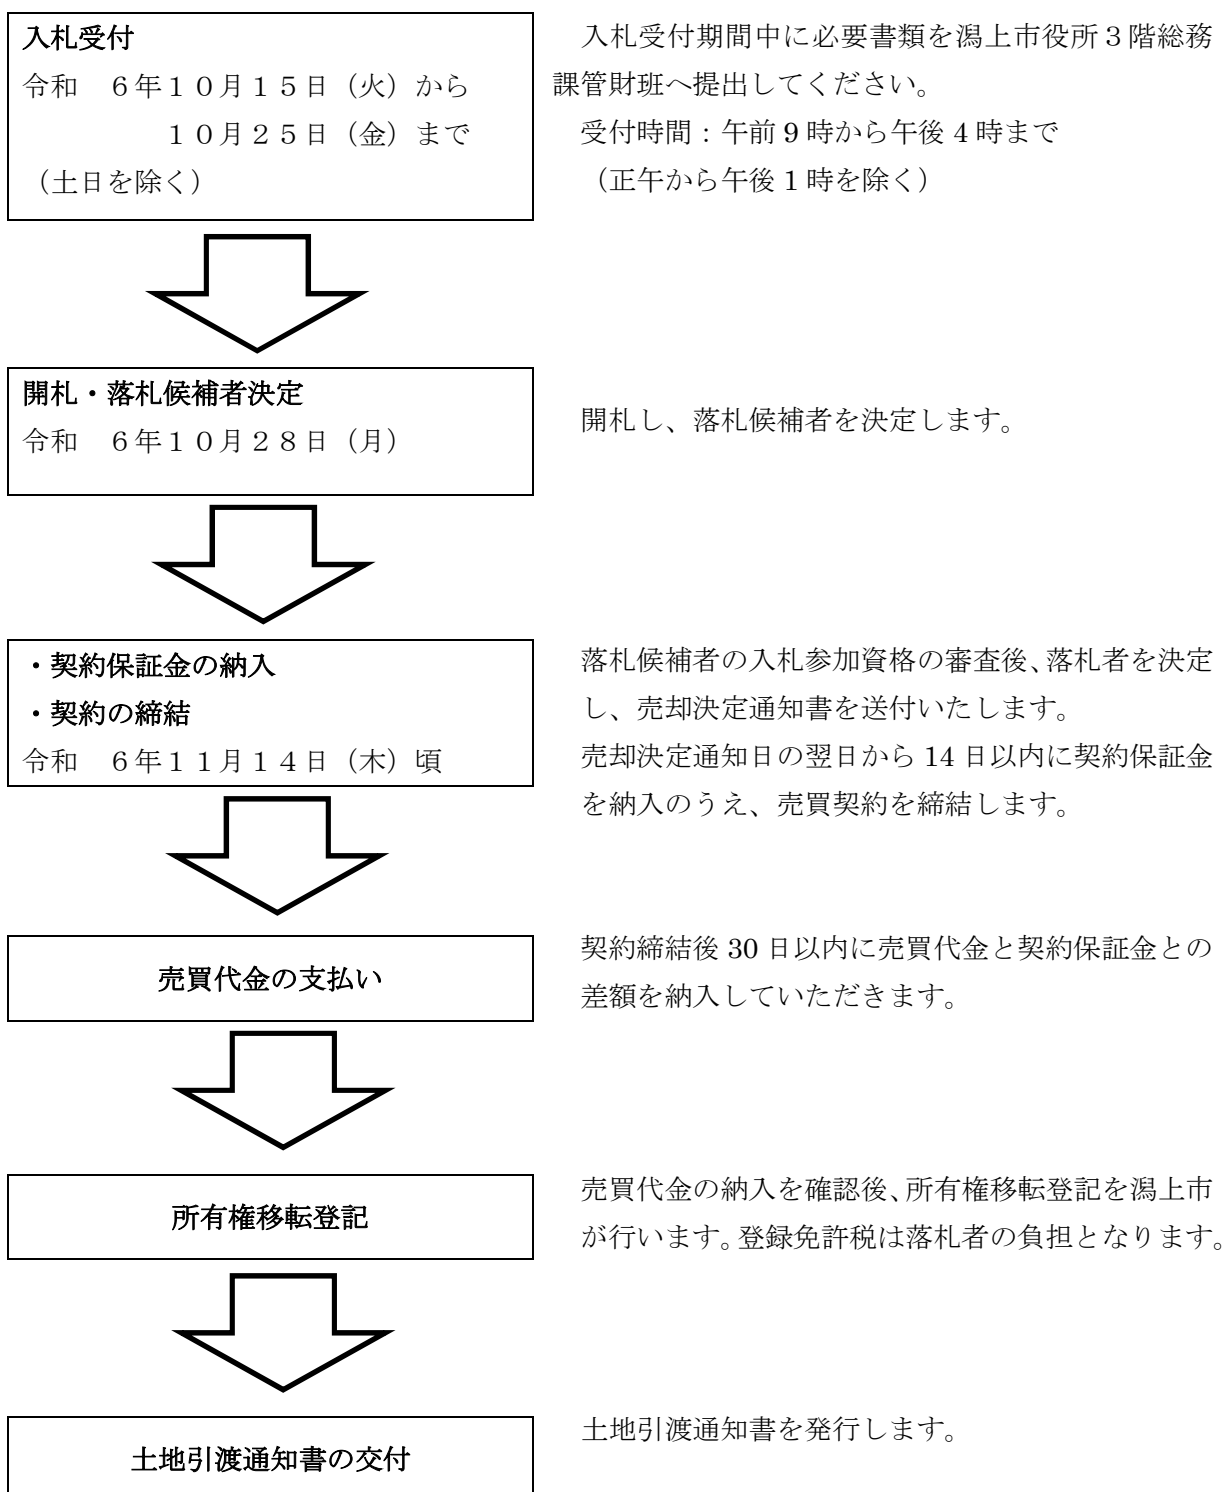 入札受付
令和　６年１０月１５日（火）から
１０月２５日（金）まで
（土日を除く）
入札受付期間中に必要書類を潟上市役所３階総務
課管財班へ提出してください。
受付時間：午前 9 時から午後 4 時まで
（正午から午後 1 時を除く）
開札・落札候補者決定
令和　６年１０月２８日（月）
開札し、落札候補者を決定します。
・契約保証金の納入
・契約の締結
令和　６年１１月１４日（木）頃
落札候補者の入札参加資格の審査後、落札者を決定
し、売却決定通知書を送付いたします。
売却決定通知日の翌日から 14 日以内に契約保証金
を納入のうえ、売買契約を締結します。
売買代金の支払い
契約締結後 30 日以内に売買代金と契約保証金との
差額を納入していただきます。
所有権移転登記
売買代金の納入を確認後、所有権移転登記を潟上市
が行います。登録免許税は落札者の負担となります。
土地引渡通知書の交付
土地引渡通知書を発行します。